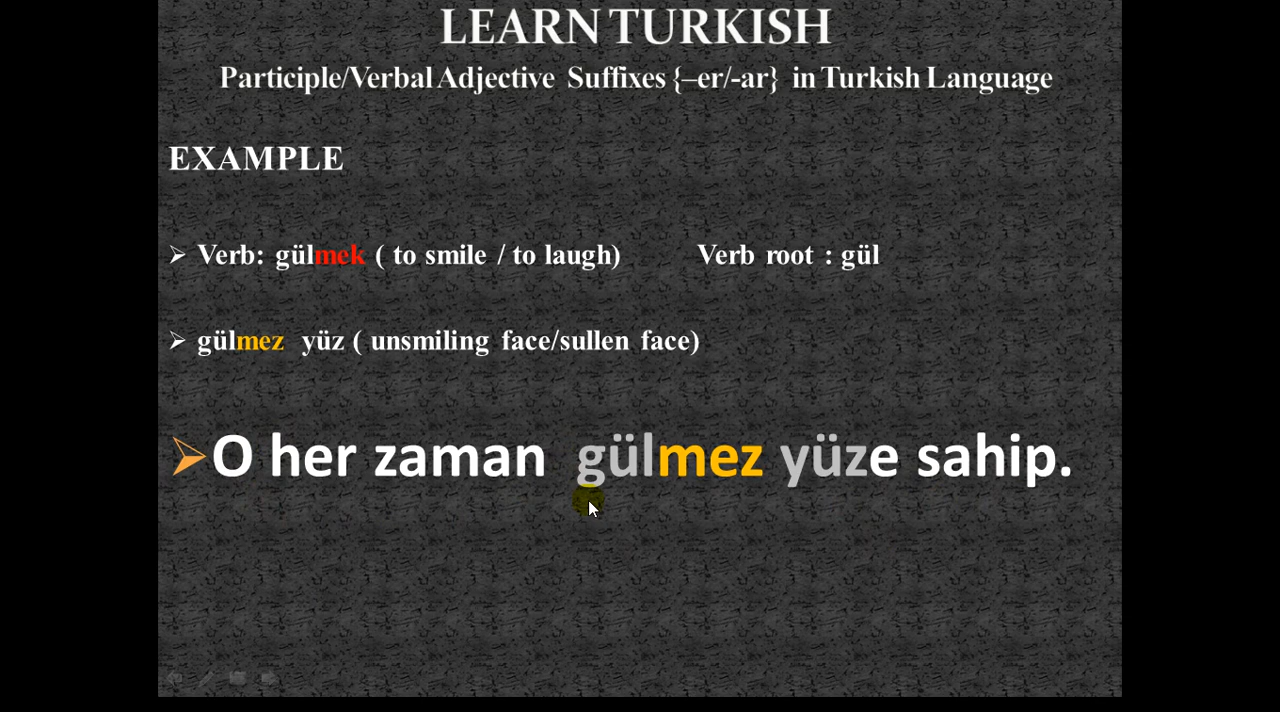 LEARN TURKISH
Participle/Verbal Adjective Suffixes {–er/-ar} in Turkish Language
EXAMPLE
➢ Verb: gülmek ( to smile / to laugh) Verb root : gül
➢ gülmez yüz ( unsmiling face/sullen face)
➢O her zaman gülmez yüze sahip.